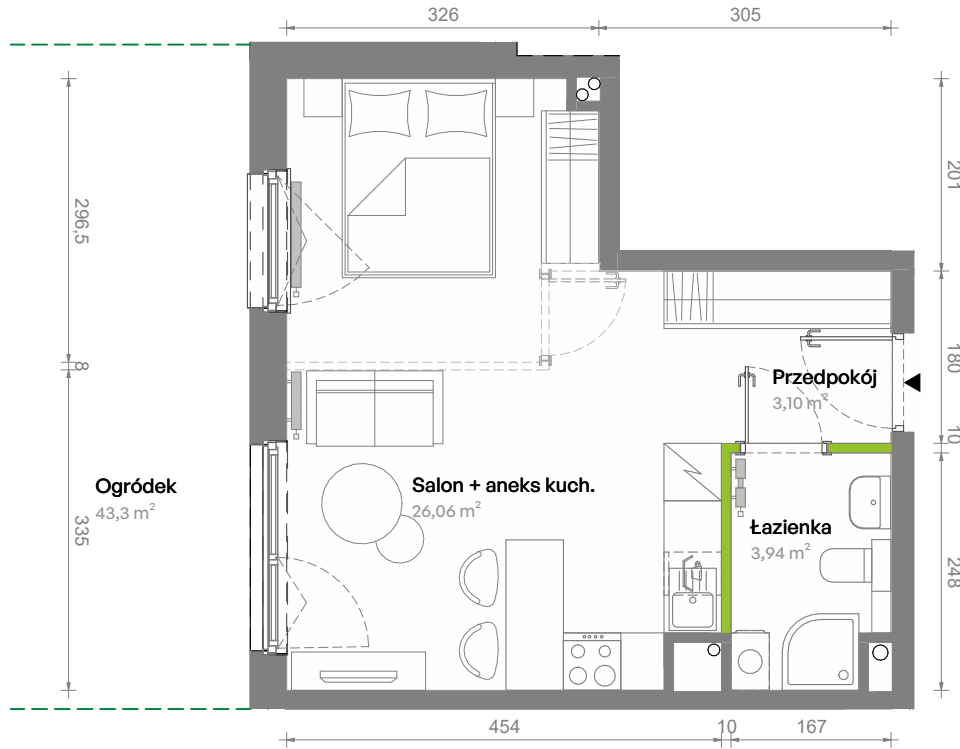 326
305
296,5
201
8
180
Przedpokój
3,10 m²
10
Ogródek
43,3 m²
Salon + aneks kuch.
26,06 m²
335
Łazienka
3,94 m²
248
454
10
167